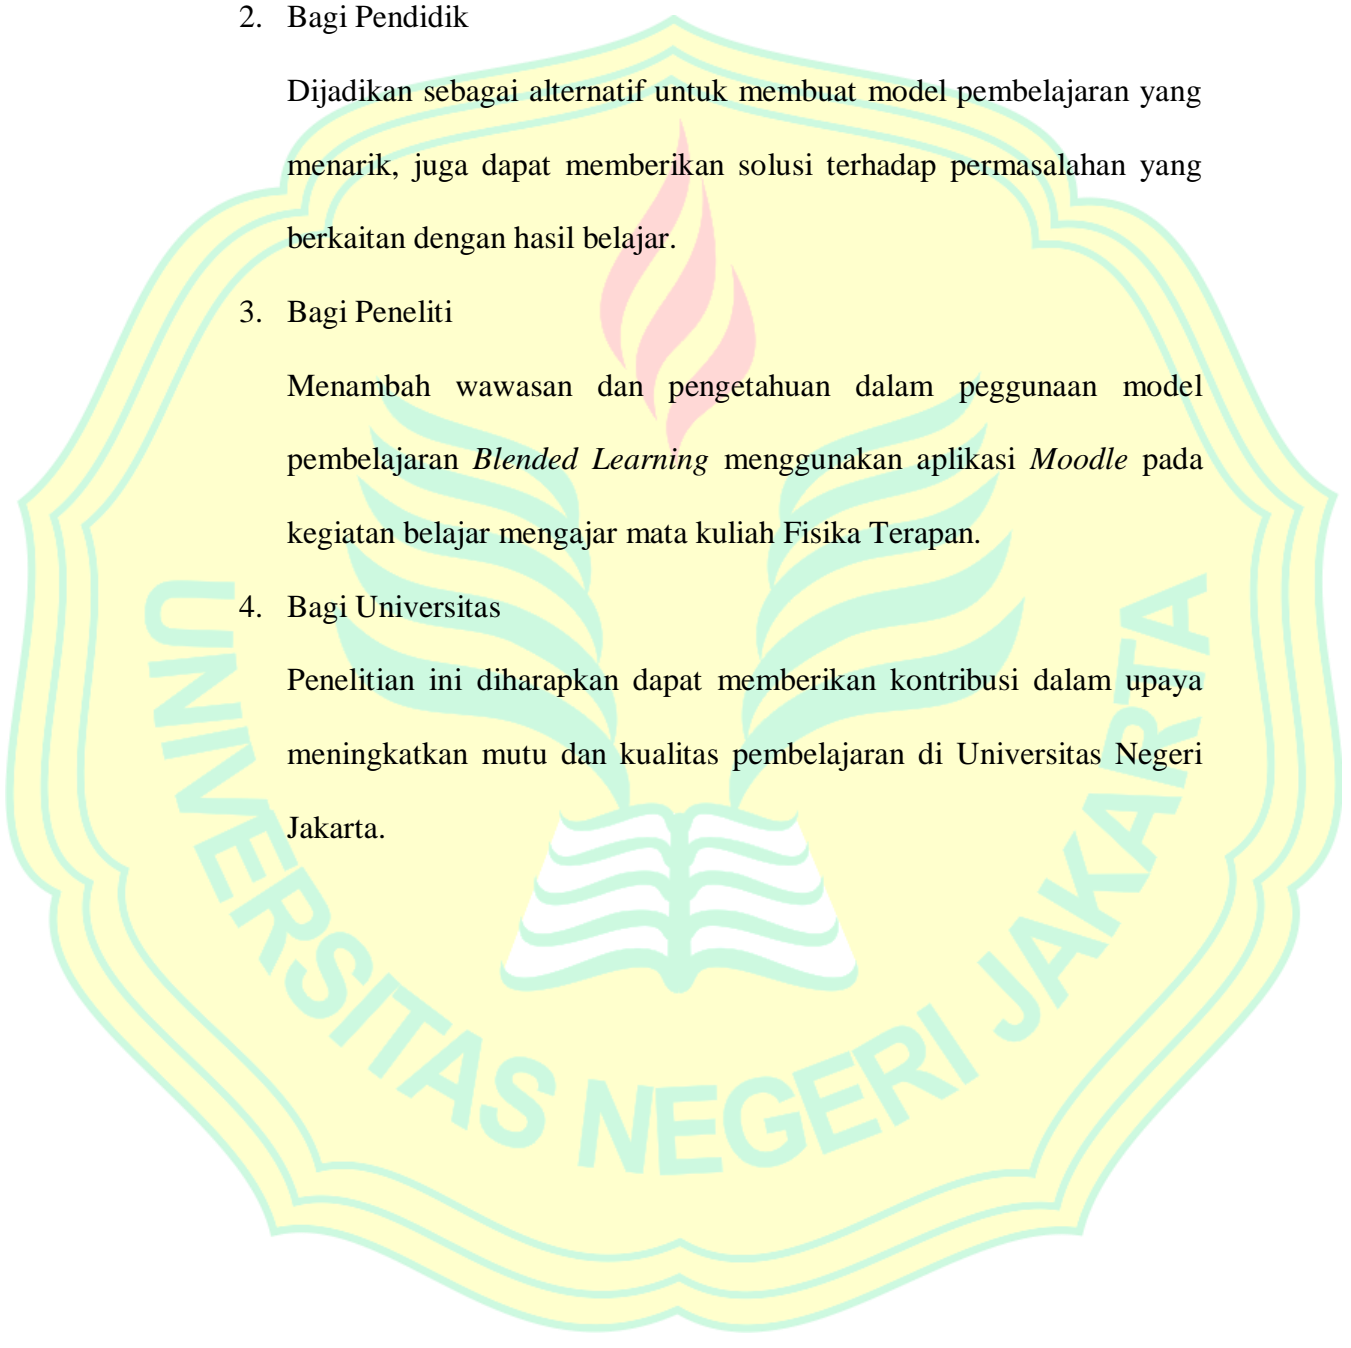 2. Bagi Pendidik
Dijadikan sebagai alternatif untuk membuat model pembelajaran yang
menarik, juga dapat memberikan solusi terhadap permasalahan yang
berkaitan dengan hasil belajar.
3. Bagi Peneliti
Menambah wawasan dan pengetahuan dalam peggunaan model
pembelajaran Blended Learning menggunakan aplikasi Moodle pada
kegiatan belajar mengajar mata kuliah Fisika Terapan.
4. Bagi Universitas
Penelitian ini diharapkan dapat memberikan kontribusi dalam upaya
meningkatkan mutu dan kualitas pembelajaran di Universitas Negeri
Jakarta.
UNIVERSITAS NEGERI JAKARTA